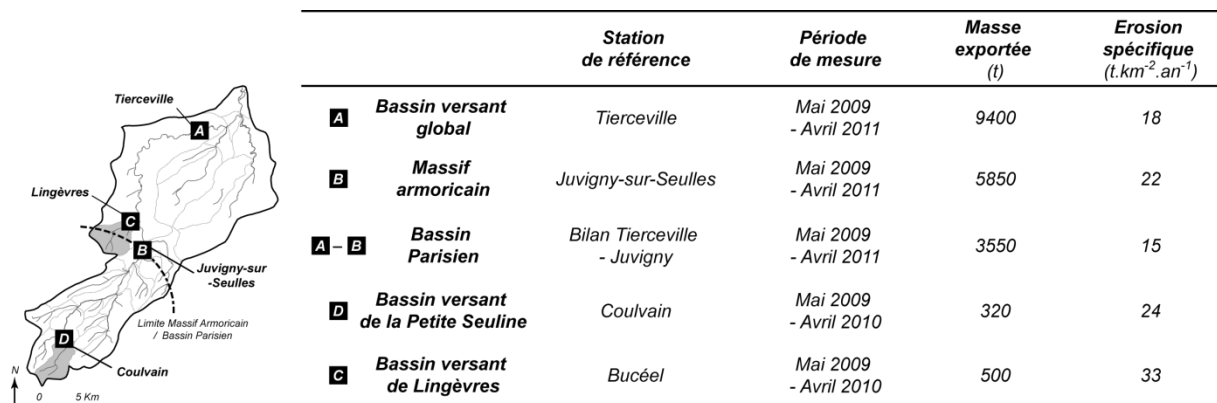 Tierceville
A
Lingèvres
C
B
Juvigny-sur
-Seulles
Limite Massif Armoricain
/ Bassin Parisien
D
Coulvain
N
0 5 Km
Station
de référence
Période
de mesure
Masse
exportée
(t)
Erosion
spécifique
(t.km⁻².an⁻¹)
A Bassin versant
global
Tierceville
Mai 2009
- Avril 2011
9400
18
B Massif
armoricain
Juvigny-sur-Seulles
Mai 2009
- Avril 2011
5850
22
A – B Bassin
Parisien
Bilan Tierceville
- Juvigny
Mai 2009
- Avril 2011
3550
15
D Bassin versant
de la Petite Seuline
Coulvain
Mai 2009
- Avril 2010
320
24
C Bassin versant
de Lingèvres
Bucéel
Mai 2009
- Avril 2010
500
33